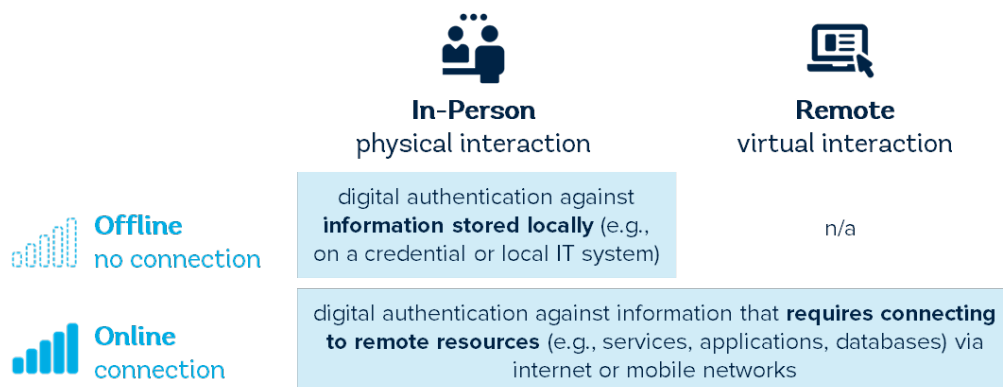 In-Person
physical interaction
Remote
virtual interaction
Offline
no connection
digital authentication against
information stored locally (e.g.,
on a credential or local IT system)
n/a
Online
connection
digital authentication against information that requires connecting
to remote resources (e.g., services, applications, databases) via
internet or mobile networks